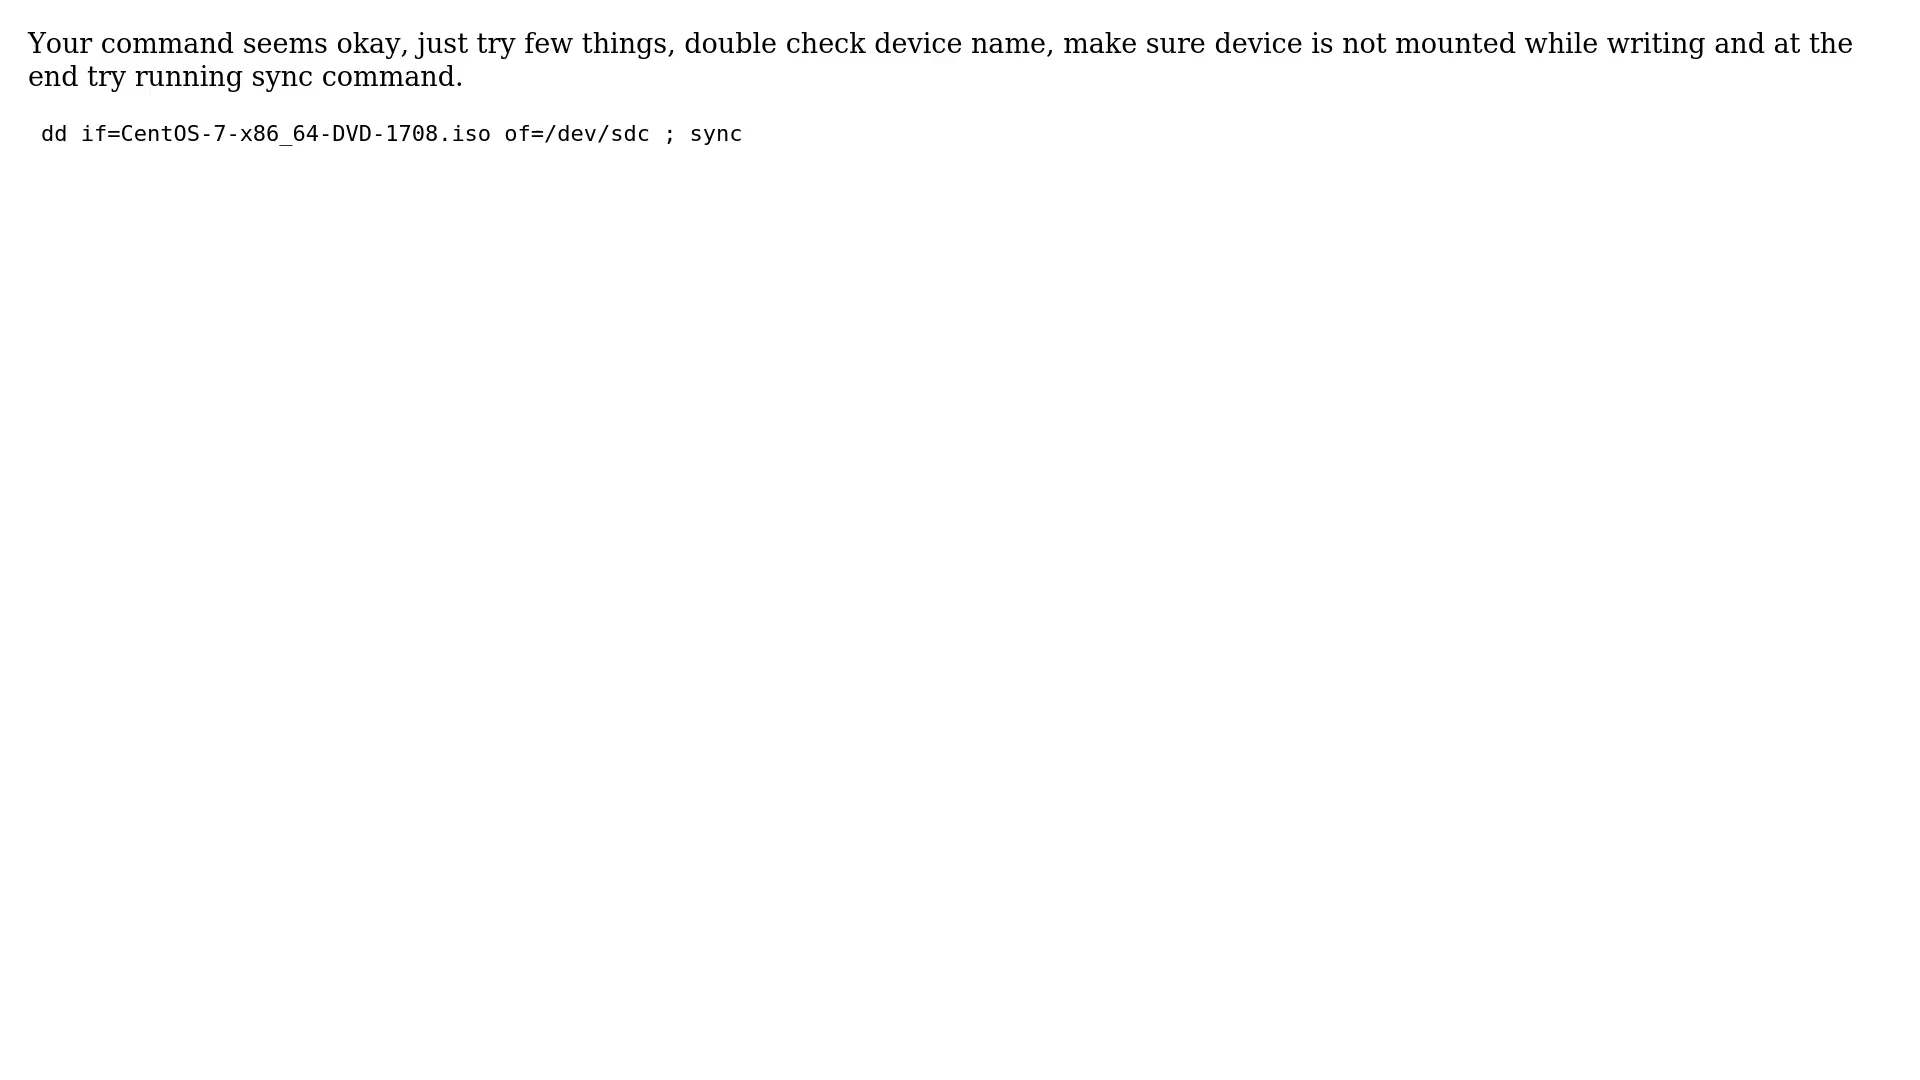 Your command seems okay, just try few things, double check device name, make sure device is not mounted while writing and at the
end try running sync command.
dd if=CentOS-7-x86_64-DVD-1708.iso of=/dev/sdc ; sync